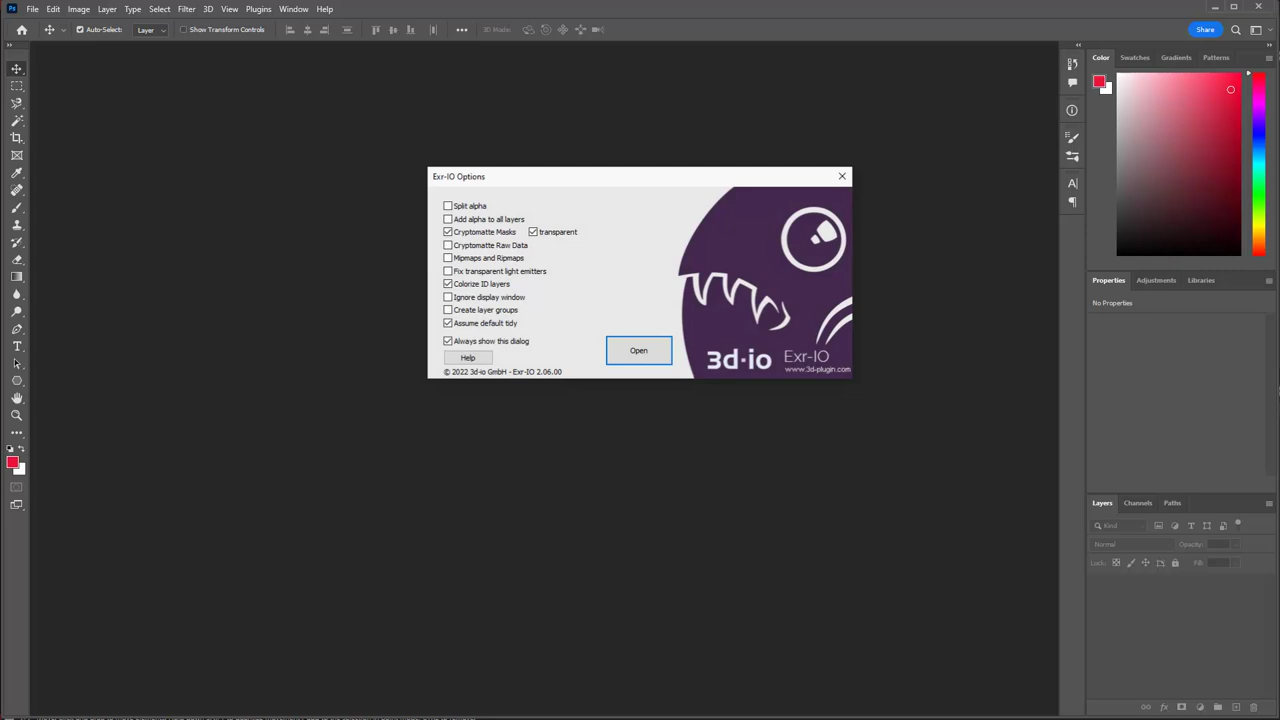 Ps File Edit Image Layer Type Select Filter 3D View Plugins Window Help
Auto-Select: Layer Show Transform Controls 3D Mode: Share
Color Swatches Gradients Patterns
Exr-IO Options
Split alpha
Add alpha to all layers
Cryptomatte Masks transparent
Cryptomatte Raw Data
Mipmaps and Ripmaps
Fix transparent light emitters
Colorize ID layers
Ignore display window
Create layer groups
Assume default tidy
Always show this dialog
Help
Open
© 2022 3d-io GmbH - Exr-IO 2.06.00
3d·io Exr-IO
www.3d-plugin.com
Properties Adjustments Libraries
No Properties
Layers Channels Paths
Kind
Normal Opacity:
Lock: Fill: